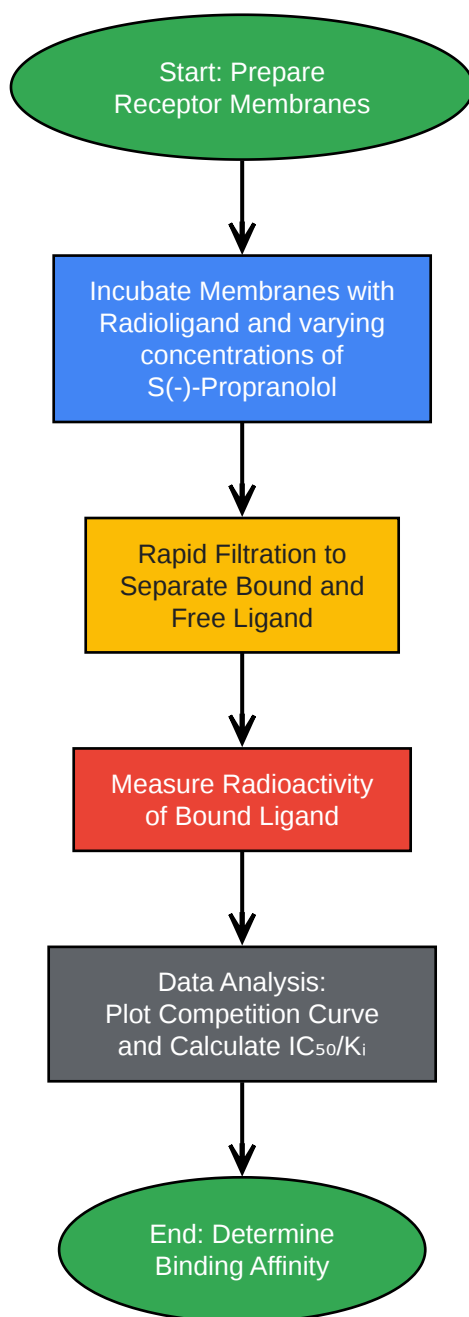 Start: Prepare
Receptor Membranes
Incubate Membranes with
Radioligand and varying
concentrations of
S(-)-Propranolol
Rapid Filtration to
Separate Bound and
Free Ligand
Measure Radioactivity
of Bound Ligand
Data Analysis:
Plot Competition Curve
and Calculate IC₅₀/Kᵢ
End: Determine
Binding Affinity